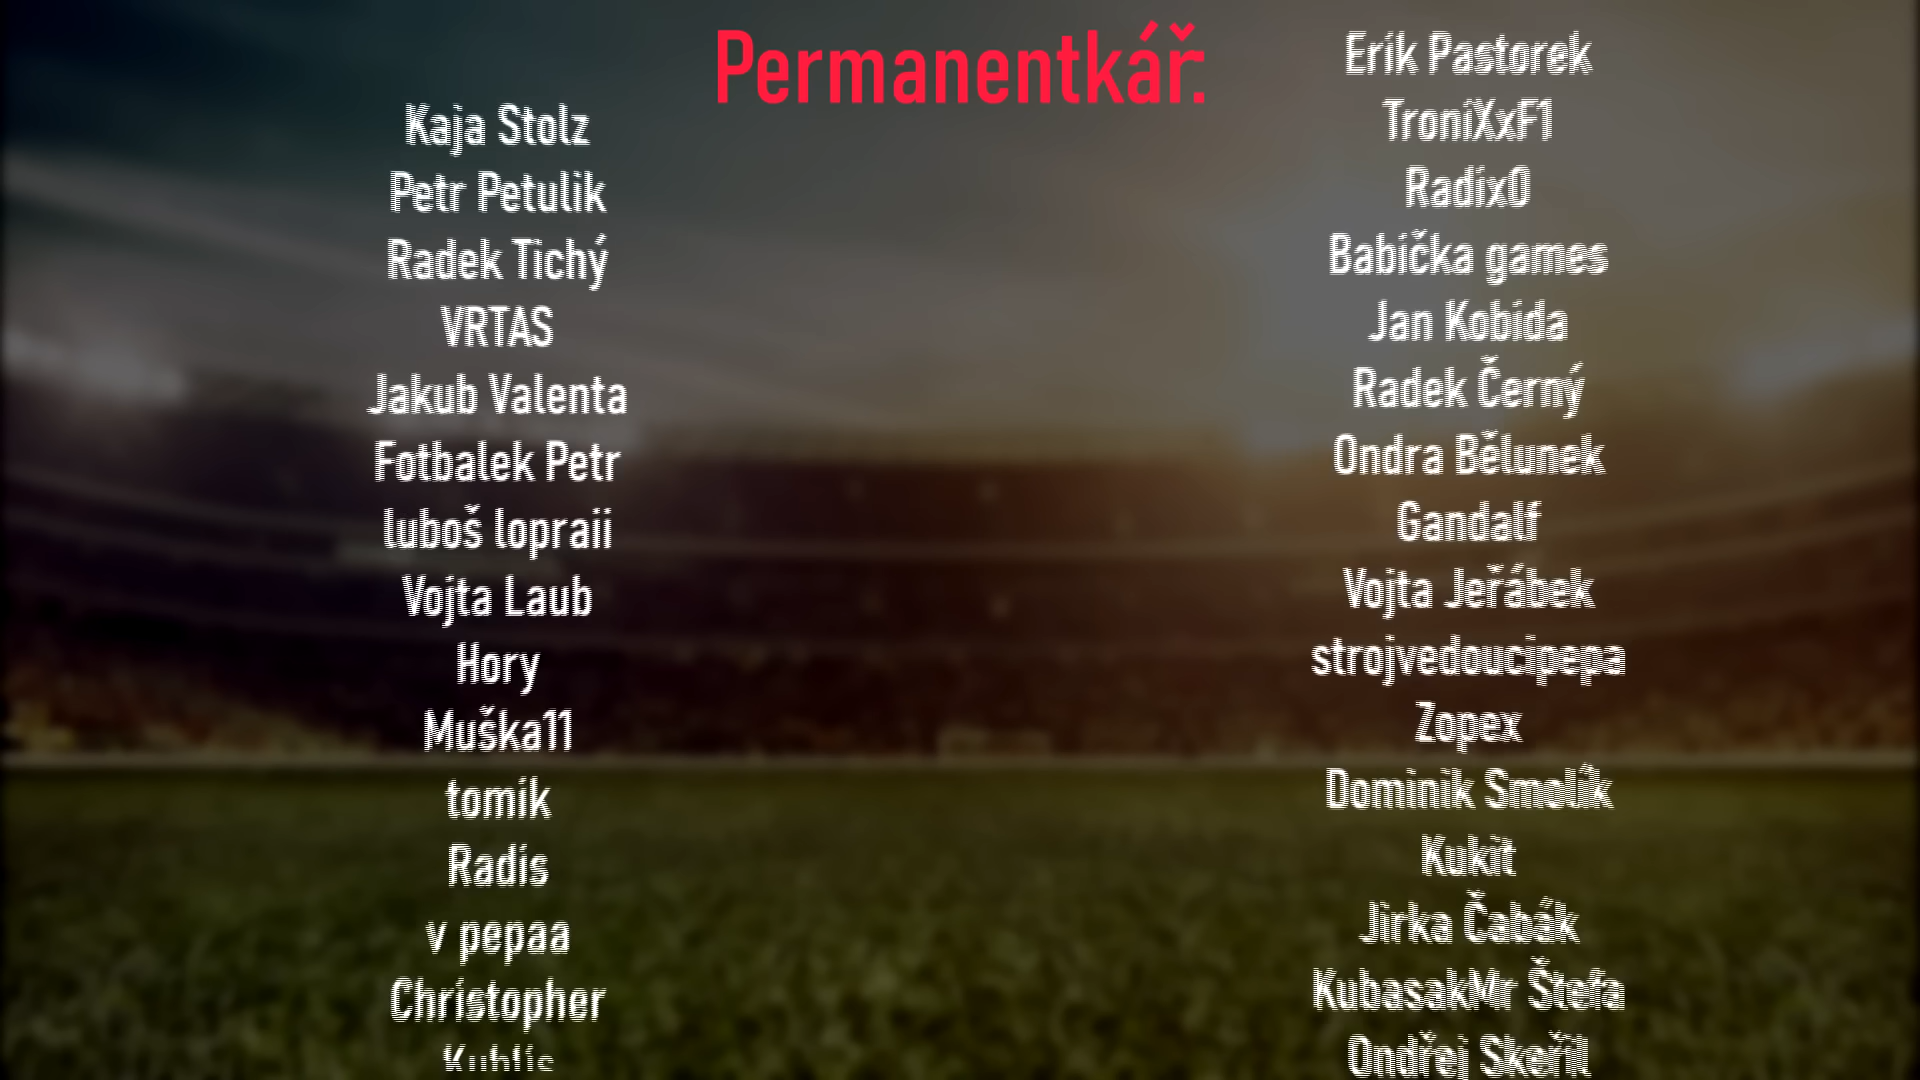 Permanentkář:
Kaja Stolz
Petr Petulik
Radek Tichý
VRTAS
Jakub Valenta
Fotbalek Petr
luboš lopraii
Vojta Laub
Hory
Muška11
tomik
Radis
v pepaa
Christopher
Erik Pastorek
TroniXxF1
Radix0
Babička games
Jan Kobida
Radek Černý
Ondra Bělunek
Gandalf
Vojta Jeřábek
strojvedoucipepa
Zopex
Dominik Smolík
Kukit
Jirka Čabák
KubasakMr Štefa
Ondřej Skeřil